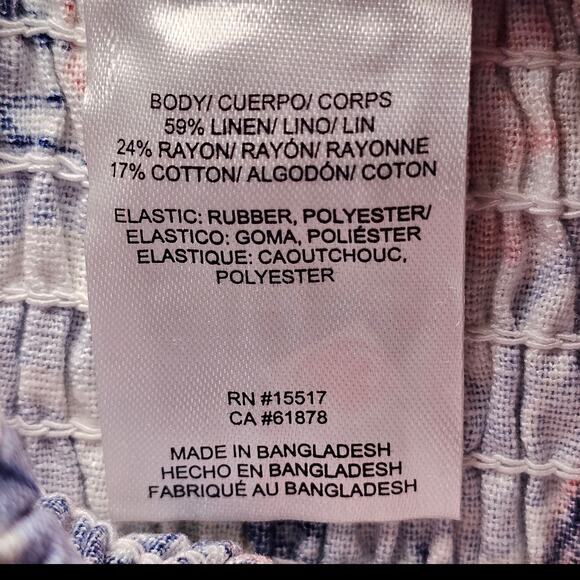 BODY/ CUERPO/ CORPS
59% LINEN/ LINO/ LIN
24% RAYON/ RAYÓN/ RAYONNE
17% COTTON/ ALGODÓN/ COTON
ELASTIC: RUBBER, POLYESTER/
ELASTICO: GOMA, POLIÉSTER
ELASTIQUE: CAOUTCHOUC,
POLYESTER
RN #15517
CA #61878
MADE IN BANGLADESH
HECHO EN BANGLADESH
FABRIQUÉ AU BANGLADESH